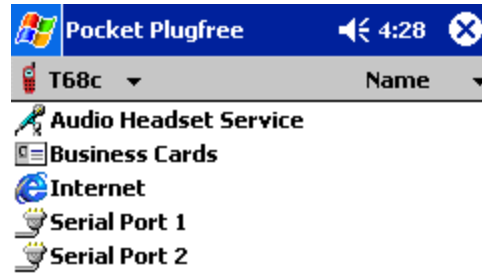 Pocket Plugfree 4:28
T68c Name
Audio Headset Service
Business Cards
Internet
Serial Port 1
Serial Port 2